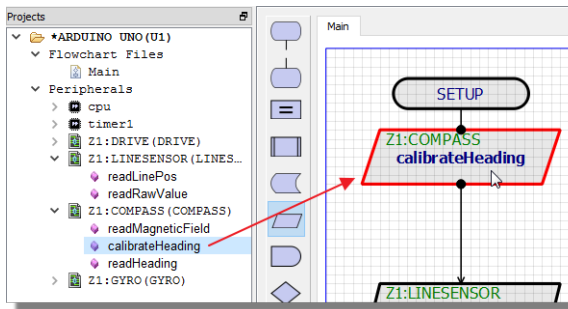 Projects
*ARDUINO UNO(U1)
Flowchart Files
Main
Peripherals
cpu
timer1
Z1:DRIVE(DRIVE)
Z1:LINESENSOR(LINES...
readLinePos
readRawValue
Z1:COMPASS(COMPASS)
readMagneticField
calibrateHeading
readHeading
Z1:GYRO(GYRO)
Main
SETUP
Z1:COMPASS
calibrateHeading
Z1:LINESENSOR